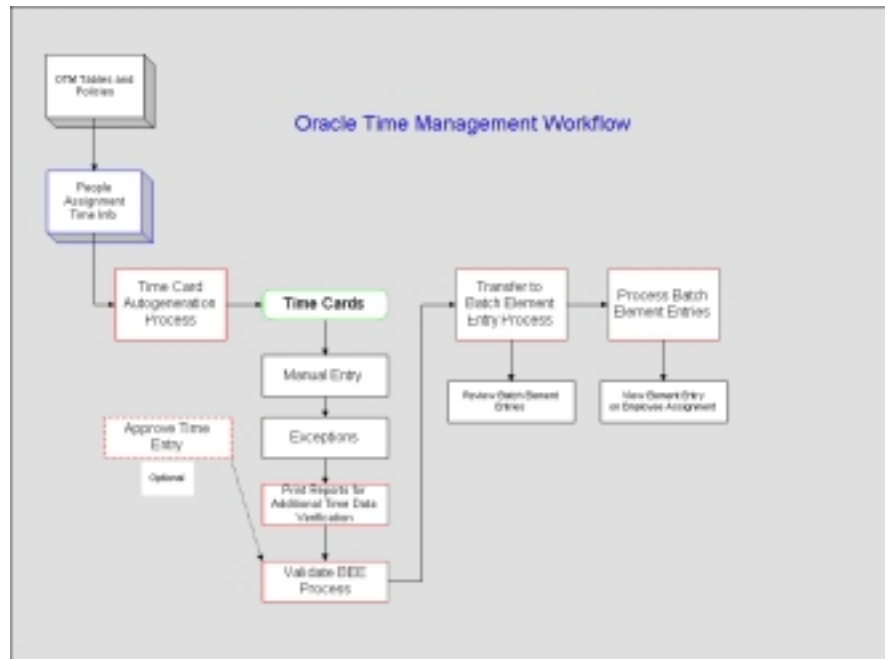 OTM Tables and
Policies
Oracle Time Management Workflow
People
Assignment
Time Info
Time Card
Autogeneration
Process
Time Cards
Transfer to
Batch Element
Entry Process
Process Batch
Element Entries
Manual Entry
Review Batch Element
Entries
View Element Entry
on Employee Assignment
Approve Time
Entry
Exceptions
Optional
Print Reports for
Additional Time Data
Verification
Validate BEE
Process